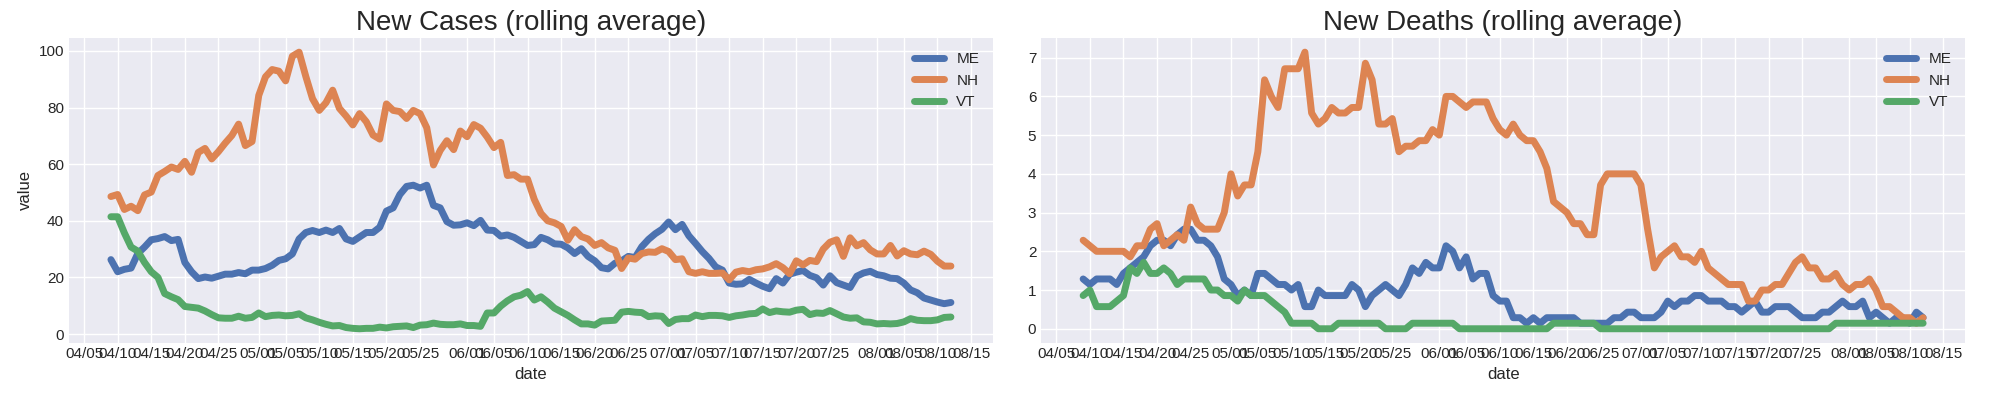 New Cases (rolling average)
100
80
60
40
20
0
value
ME
NH
VT
04/05 04/10 04/15 04/20 04/25 05/01 05/05 05/10 05/15 05/20 05/25 06/01 06/05 06/10 06/15 06/20 06/25 07/01 07/05 07/10 07/15 07/20 07/25 08/01 08/05 08/10 08/15
date
New Deaths (rolling average)
7
6
5
4
3
2
1
0
ME
NH
VT
04/05 04/10 04/15 04/20 04/25 05/01 05/05 05/10 05/15 05/20 05/25 06/01 06/05 06/10 06/15 06/20 06/25 07/01 07/05 07/10 07/15 07/20 07/25 08/01 08/05 08/10 08/15
date